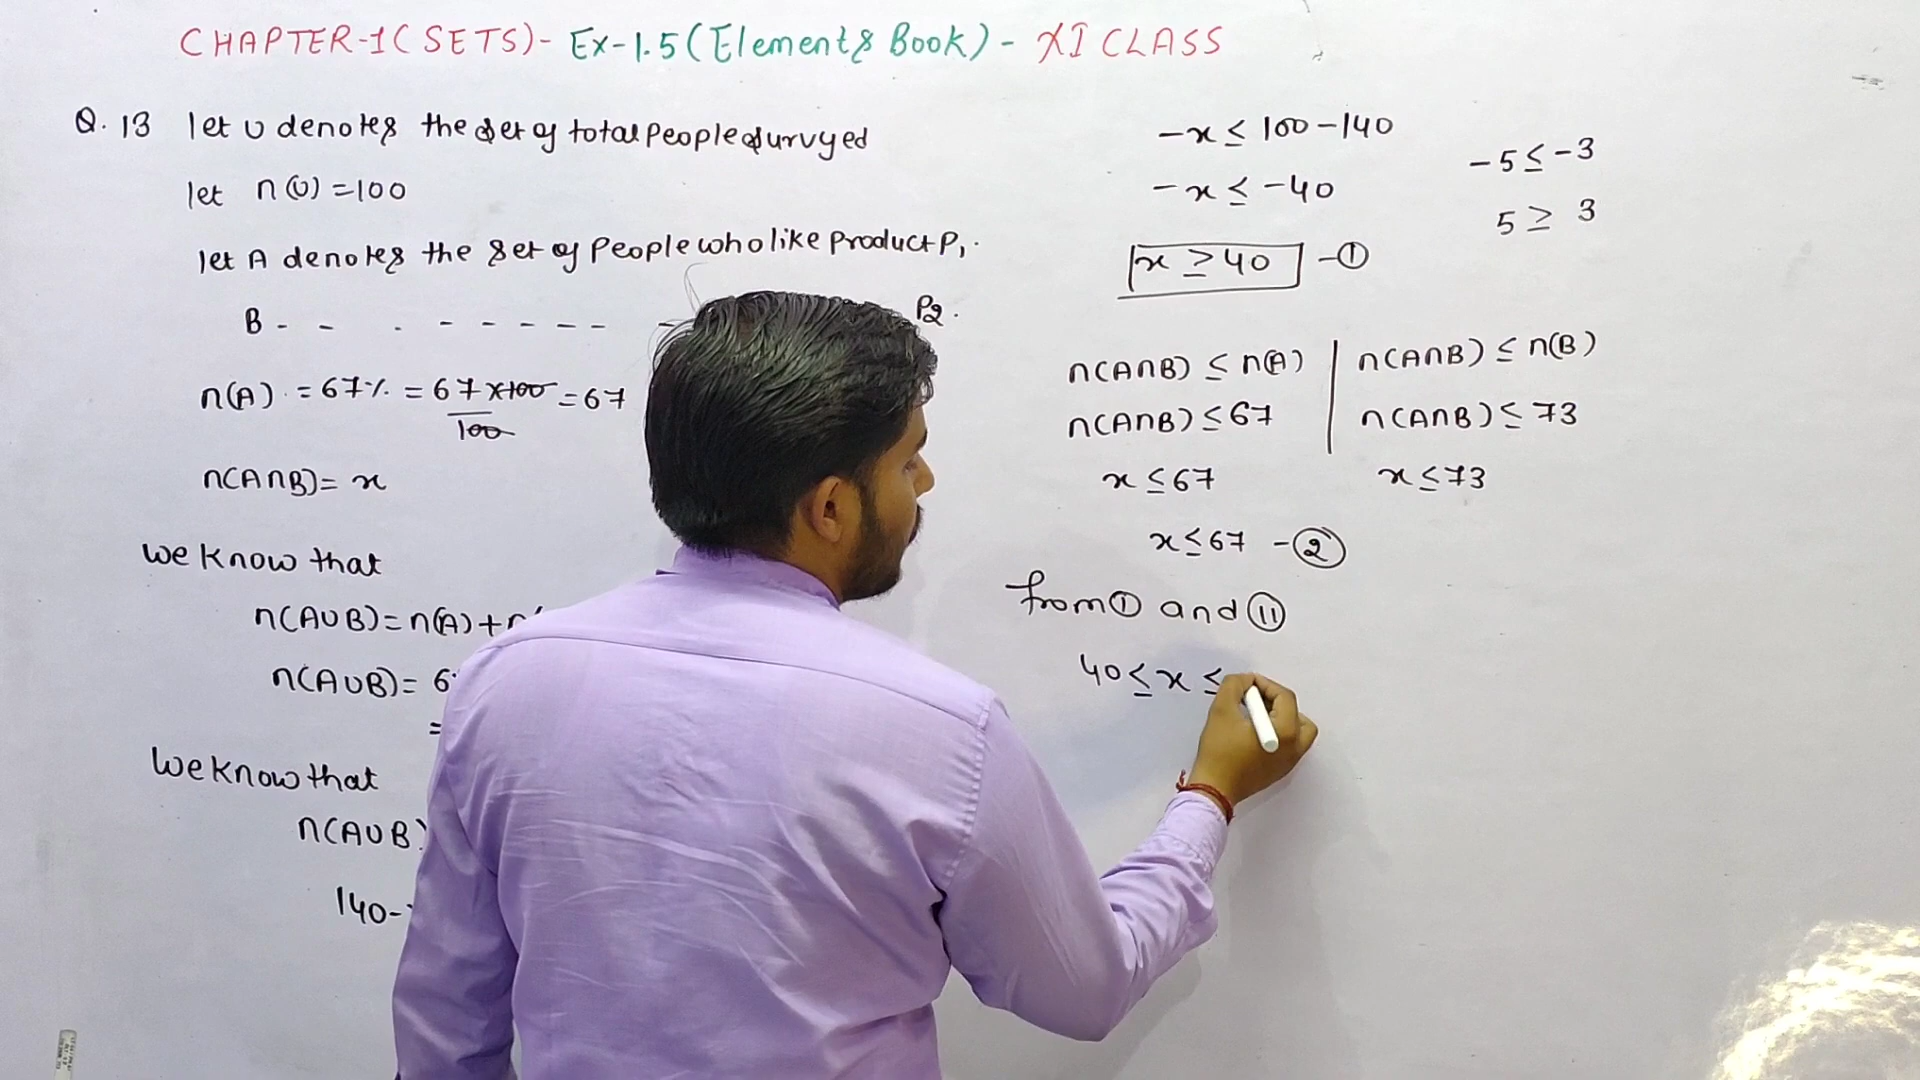 CHAPTER-1(SETS)- Ex-1.5(Elements Book)- XI CLASS
Q. 13 let U denotes the set of total People survyed
let n(U)=100
let A denotes the set of People who like Product P1.
B - - . - - - - - - P2.
n(A) = 67% = 67 × 100 = 67
100
n(A∩B)= x
We know that
n(A∪B)= n(A)+
n(A∪B)= 6
=
We know that
n(A∪B)
140-
-x ≤ 100-140
-x ≤ -40
x ≥ 40 -①
-5 ≤ -3
5 ≥ 3
n(A∩B) ≤ n(A) | n(A∩B) ≤ n(B)
n(A∩B) ≤ 67 | n(A∩B) ≤ 73
x ≤ 67 x ≤ 73
x ≤ 67 -②
from ① and ⑪
40 ≤ x ≤